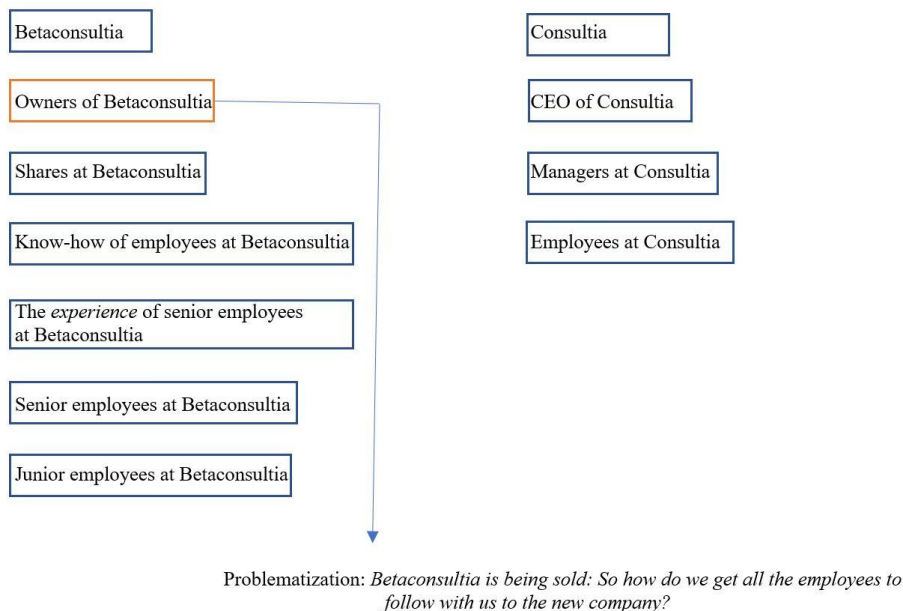 Betaconsultia
Owners of Betaconsultia
Shares at Betaconsultia
Know-how of employees at Betaconsultia
The experience of senior employees
at Betaconsultia
Senior employees at Betaconsultia
Junior employees at Betaconsultia
Consultia
CEO of Consultia
Managers at Consultia
Employees at Consultia
Problematization: Betaconsultia is being sold: So how do we get all the employees to
follow with us to the new company?